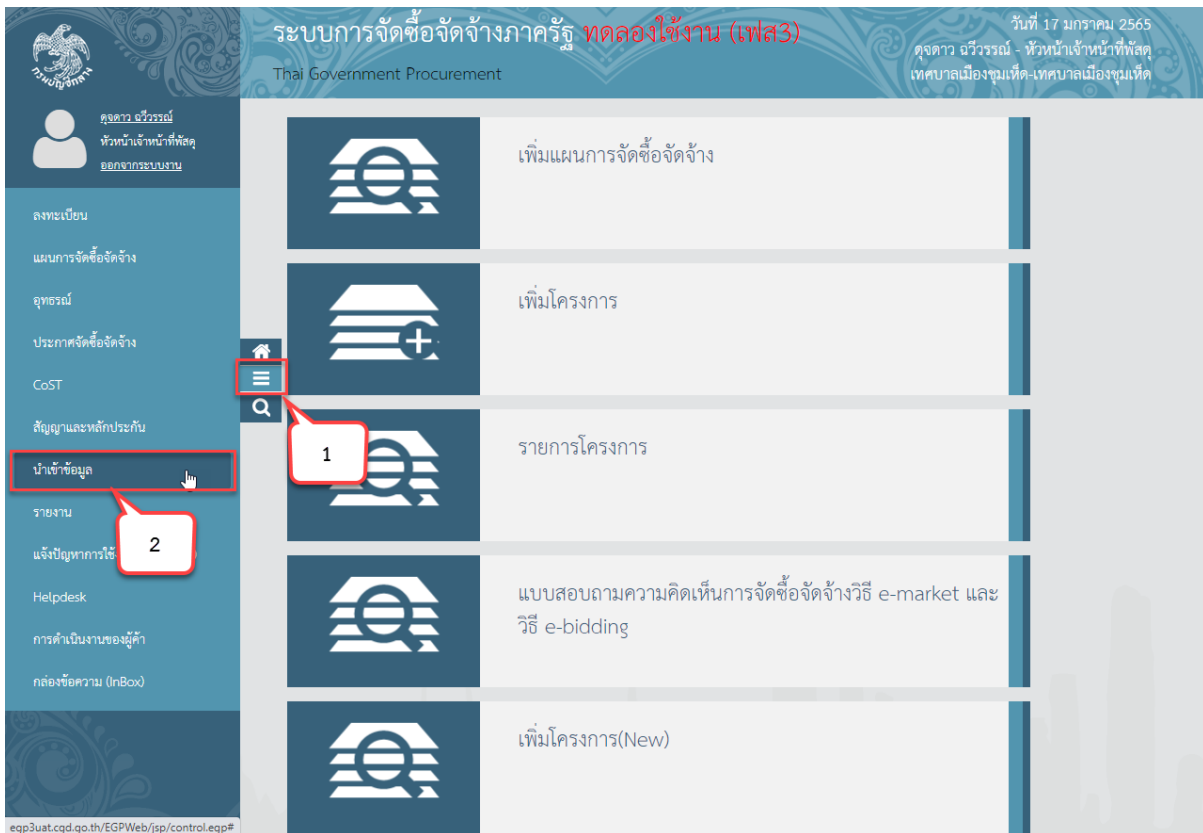 ระบบการจัดซื้อจัดจ้างภาครัฐ ทดลองใช้งาน (เฟส3)
Thai Government Procurement
วันที่ 17 มกราคม 2565
ดุจดาว ฉวีวรรณ์ - หัวหน้าเจ้าหน้าที่พัสดุ
เทศบาลเมืองชุมเห็ด-เทศบาลเมืองชุมเห็ด
กรมบัญชีกลาง
ดุจดาว ฉวีวรรณ์
หัวหน้าเจ้าหน้าที่พัสดุ
ออกจากระบบงาน
ลงทะเบียน
แผนการจัดซื้อจัดจ้าง
อุทธรณ์
ประกาศจัดซื้อจัดจ้าง
CoST
สัญญาและหลักประกัน
นำเข้าข้อมูล
รายงาน
แจ้งปัญหาการใช้
Helpdesk
การดำเนินงานของผู้ค้า
กล่องข้อความ (InBox)
1
2
เพิ่มแผนการจัดซื้อจัดจ้าง
เพิ่มโครงการ
รายการโครงการ
แบบสอบถามความคิดเห็นการจัดซื้อจัดจ้างวิธี e-market และ
วิธี e-bidding
เพิ่มโครงการ(New)
egp3uat.cgd.go.th/EGPWeb/jsp/control.egp#